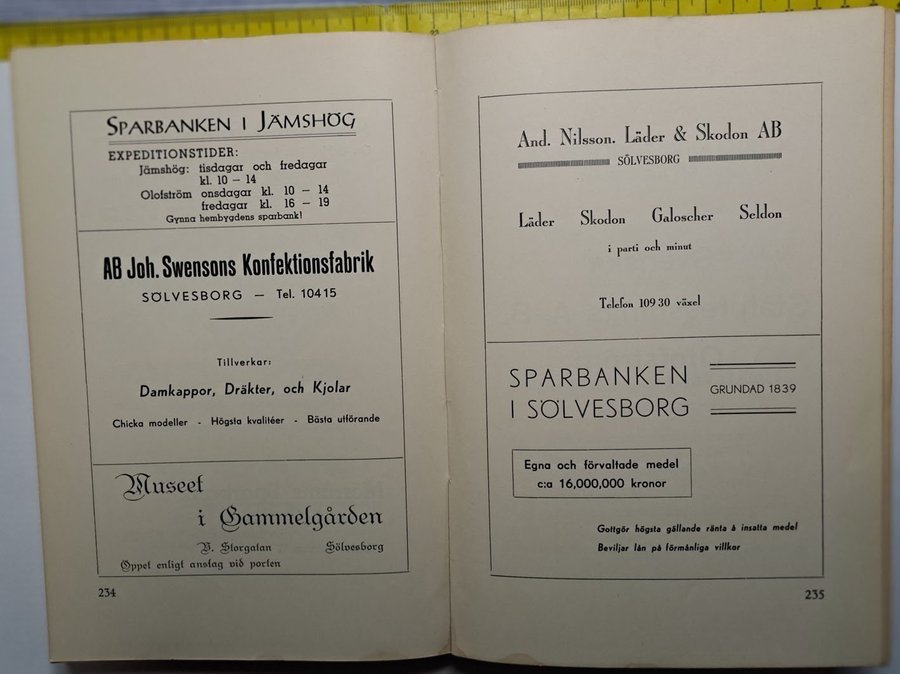 SPARBANKEN I JÄMSHÖG
EXPEDITIONSTIDER:
Jämshög: tisdagar och fredagar
kl. 10 – 14
Olofström onsdagar kl. 10 – 14
fredagar kl. 16 – 19
Gynna hembygdens sparbank!
AB Joh. Swensons Konfektionsfabrik
SÖLVESBORG – Tel. 10415
Tillverkar:
Damkappor, Dräkter, och Kjolar
Chicka modeller - Högsta kvalitéer - Bästa utförande
Museet
i Gammelgården
V. Storgatan Sölvesborg
Öppet enligt anslag vid porten
234
And. Nilsson. Läder & Skodon AB
SÖLVESBORG
Läder Skodon Galoscher Seldon
i parti och minut
Telefon 109 30 växel
SPARBANKEN
I SÖLVESBORG
GRUNDAD 1839
Egna och förvaltade medel
c:a 16,000,000 kronor
Gottgör högsta gällande ränta å insatta medel
Beviljar lån på förmånliga villkor
235